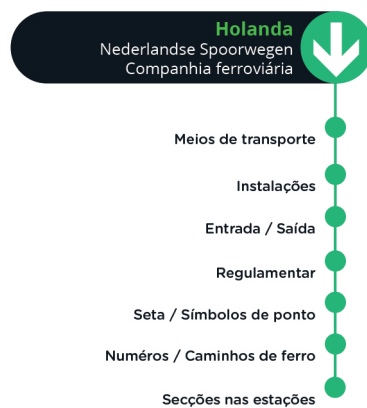 Holanda
Nederlandse Spoorwegen
Companhia ferroviária
Meios de transporte
Instalações
Entrada / Saída
Regulamentar
Seta / Símbolos de ponto
Numéros / Caminhos de ferro
Secções nas estações